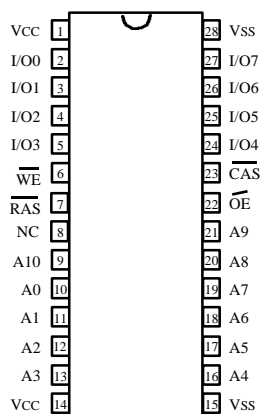 VCC 1 28 VSS
I/O0 2 27 I/O7
I/O1 3 26 I/O6
I/O2 4 25 I/O5
I/O3 5 24 I/O4
WE 6 23 CAS
RAS 7 22 OE
NC 8 21 A9
A10 9 20 A8
A0 10 19 A7
A1 11 18 A6
A2 12 17 A5
A3 13 16 A4
VCC 14 15 VSS